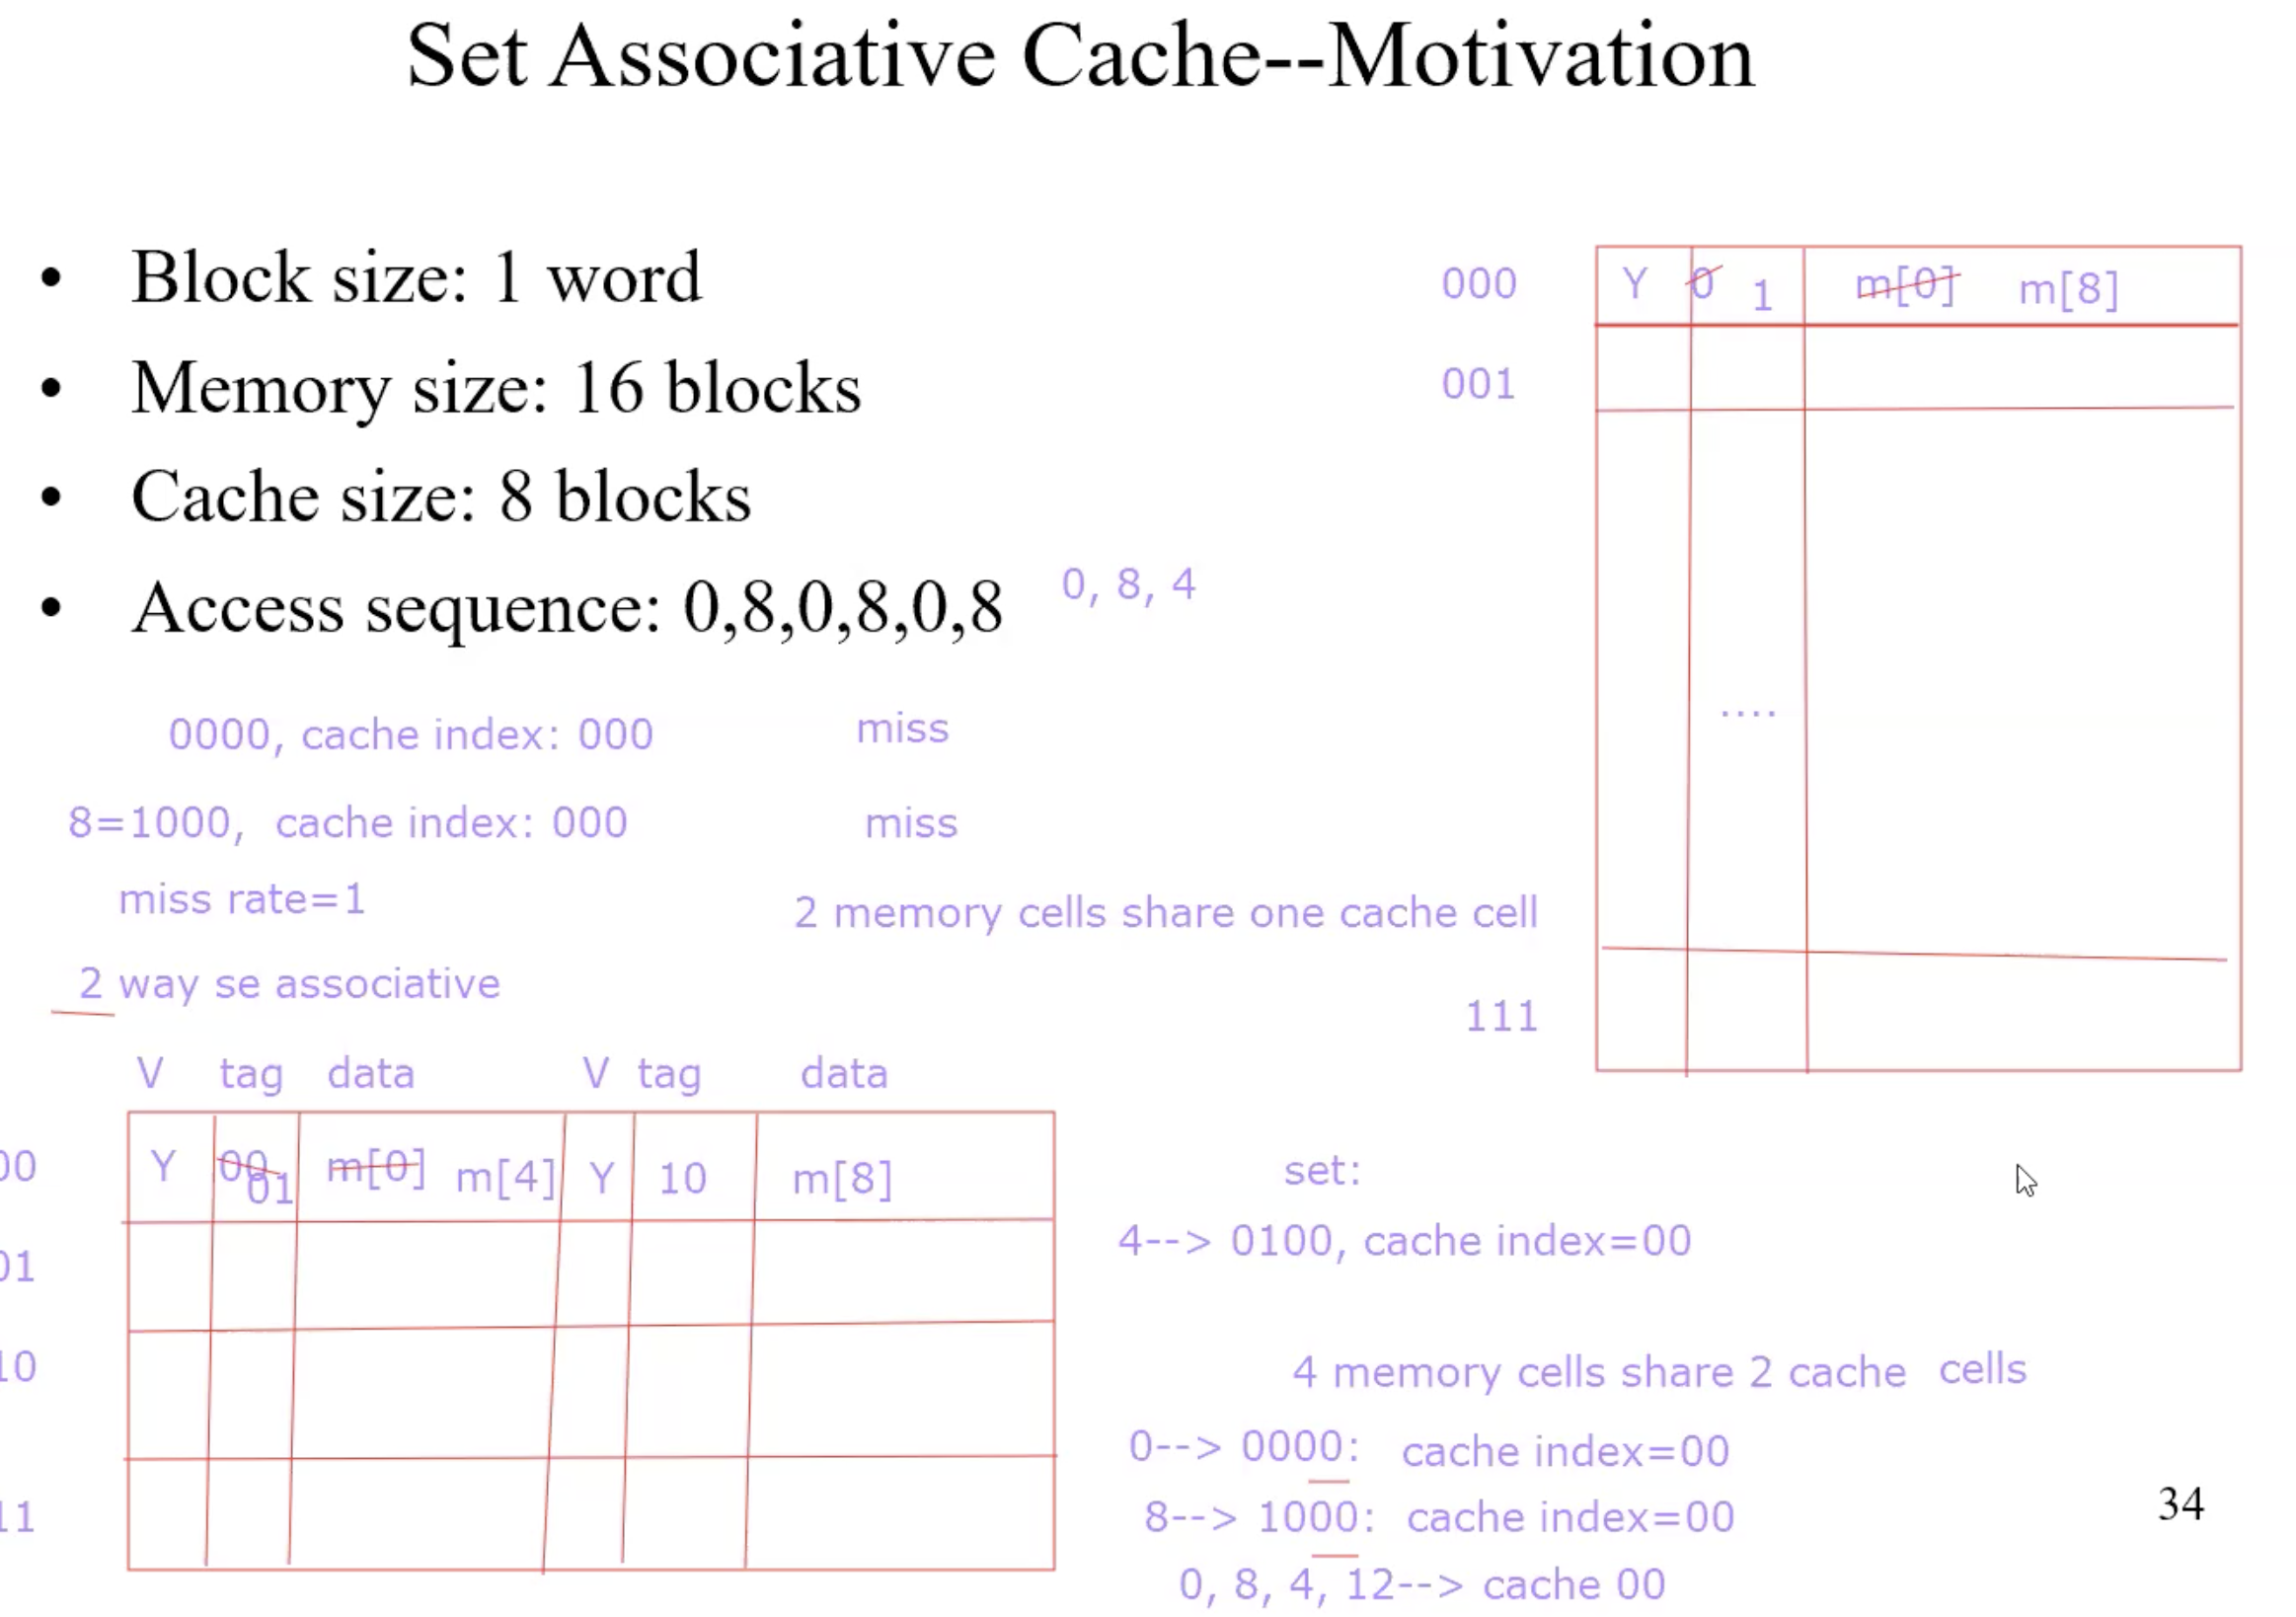 Set Associative Cache--Motivation
• Block size: 1 word
• Memory size: 16 blocks
• Cache size: 8 blocks
• Access sequence: 0,8,0,8,0,8
0, 8, 4
000 Y 0 1 m[0] m[8]
001
....
111
0000, cache index: 000 miss
8=1000, cache index: 000 miss
miss rate=1
2 memory cells share one cache cell
2 way se associative
V tag data V tag data
00 Y 00 01 m[0] m[4] Y 10 m[8]
01
10
11
set:
4--> 0100, cache index=00
4 memory cells share 2 cache cells
0--> 0000: cache index=00
8--> 1000: cache index=00
0, 8, 4, 12--> cache 00
34